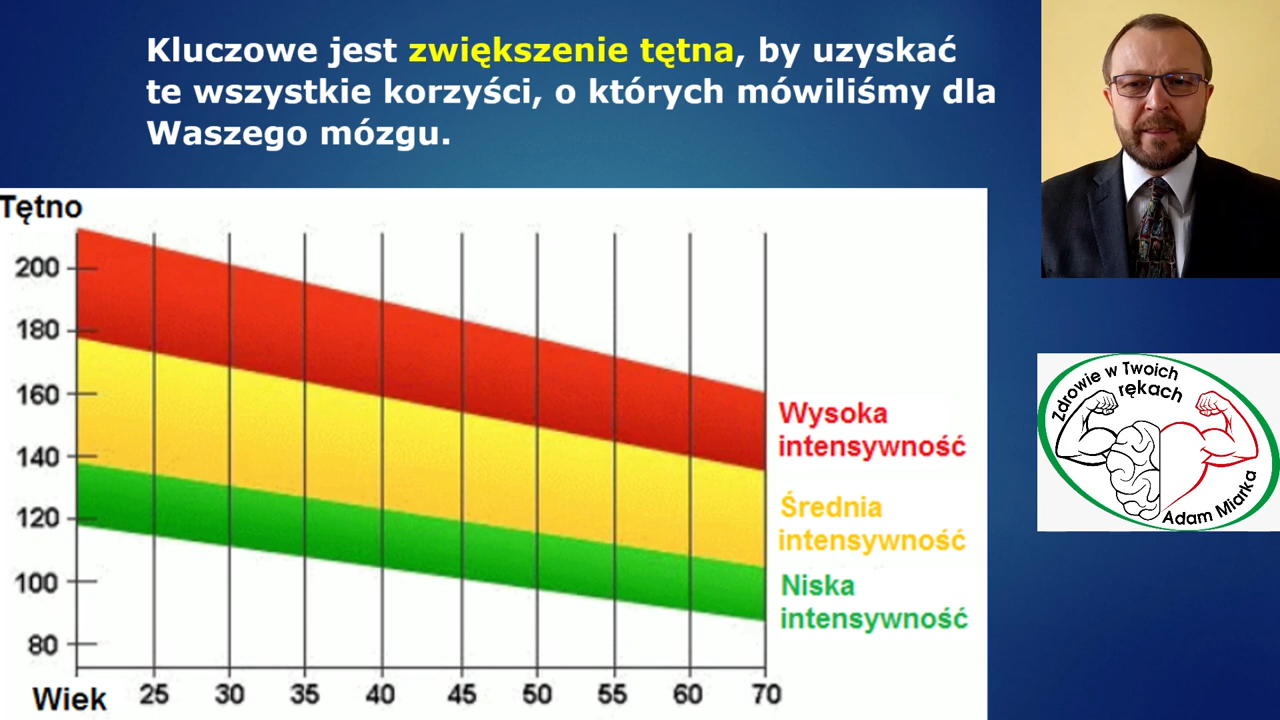 Kluczowe jest zwiększenie tętna, by uzyskać
te wszystkie korzyści, o których mówiliśmy dla
Waszego mózgu.
Tętno
200
180
160
140
120
100
80
Wysoka
intensywność
Średnia
intensywność
Niska
intensywność
Wiek 25 30 35 40 45 50 55 60 70
Zdrowie w Twoich
rękach
Adam Miarka